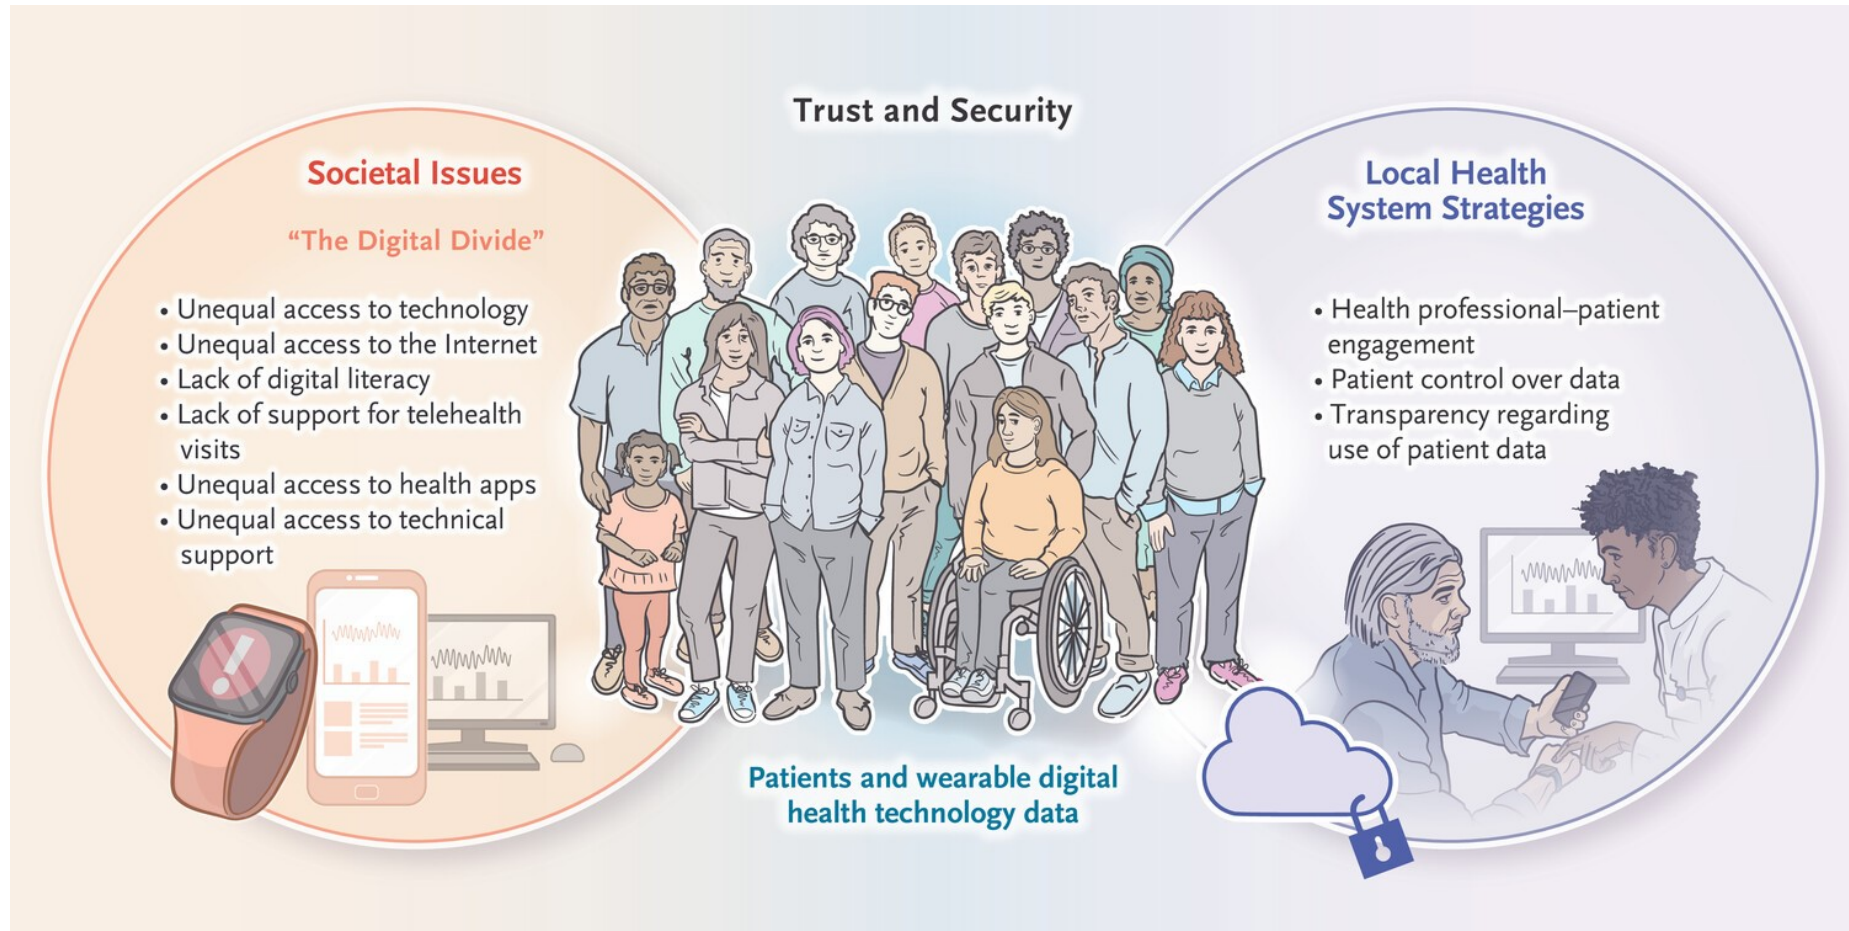 Trust and Security
Societal Issues
“The Digital Divide”
• Unequal access to technology
• Unequal access to the Internet
• Lack of digital literacy
• Lack of support for telehealth
visits
• Unequal access to health apps
• Unequal access to technical
support
Patients and wearable digital
health technology data
Local Health
System Strategies
• Health professional–patient
engagement
• Patient control over data
• Transparency regarding
use of patient data